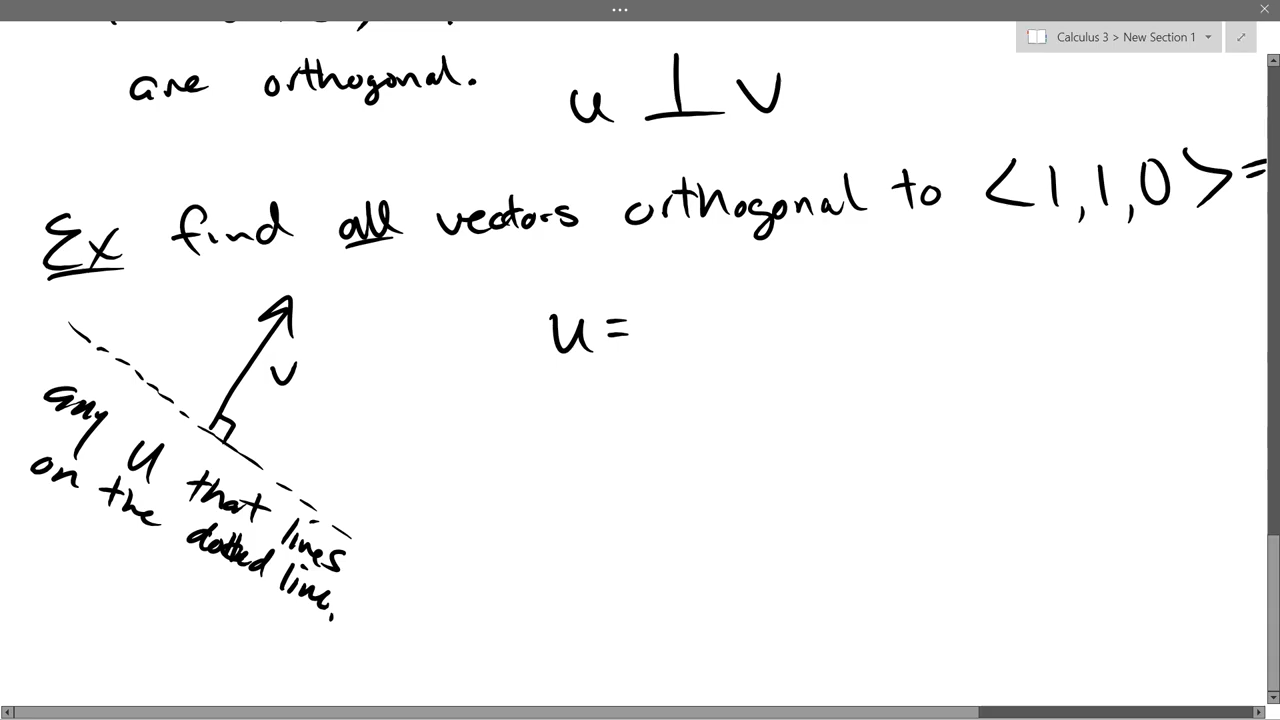 Calculus 3 > New Section 1
are orthogonal. u ⊥ v
Ex find all vectors orthogonal to <1,1,0> =
v
u =
any u that lines
on the dotted line.